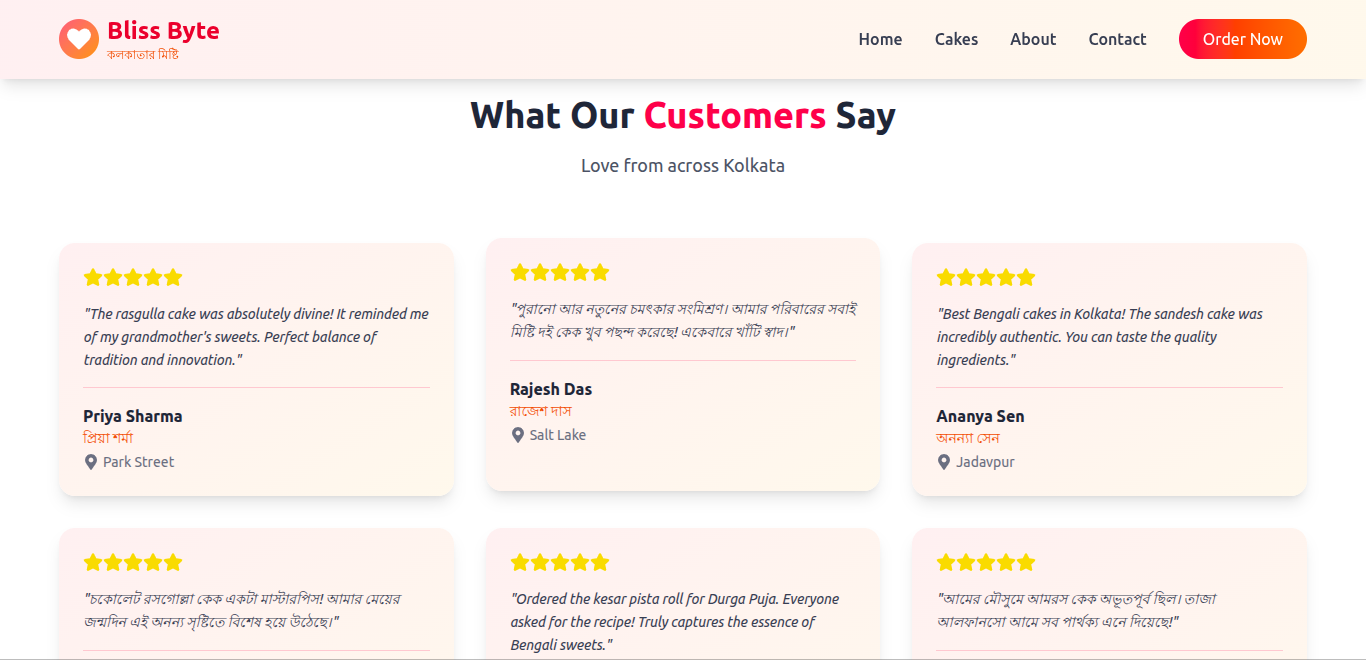 Bliss Byte
কলকাতার মিষ্টি
Home
Cakes
About
Contact
Order Now
What Our Customers Say
Love from across Kolkata
"The rasgulla cake was absolutely divine! It reminded me
of my grandmother's sweets. Perfect balance of
tradition and innovation."
Priya Sharma
প্রিয়া শর্মা
Park Street
"পুরানো আর নতুনের চমৎকার সংমিশ্রণ। আমার পরিবারের সবাই
মিষ্টি দই কেক খুব পছন্দ করেছে! একেবারে খাঁটি স্বাদ।"
Rajesh Das
রাজেশ দাস
Salt Lake
"Best Bengali cakes in Kolkata! The sandesh cake was
incredibly authentic. You can taste the quality
ingredients."
Ananya Sen
অনন্যা সেন
Jadavpur
"চকোলেট রসগোল্লা কেক একটা মাস্টারপিস! আমার মেয়ের
জন্মদিন এই অনন্য সৃষ্টিতে বিশেষ হয়ে উঠেছে।"
"Ordered the kesar pista roll for Durga Puja. Everyone
asked for the recipe! Truly captures the essence of
Bengali sweets."
"আমের মৌসুমে আমরস কেক অভূতপূর্ব ছিল। তাজা
আলফানসো আমে সব পার্থক্য এনে দিয়েছে!"